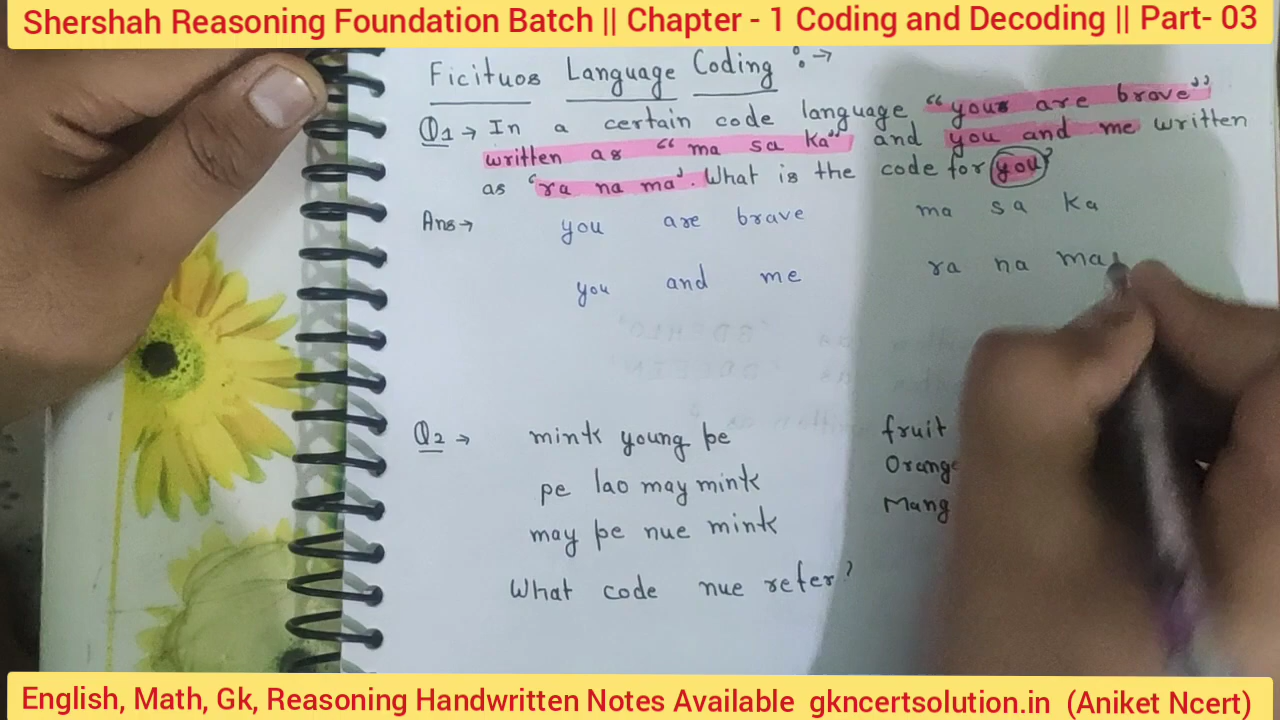 Shershah Reasoning Foundation Batch || Chapter - 1 Coding and Decoding || Part- 03
Ficituos Language Coding :→
Q1 → In a certain code language “your are brave”
written as “ma sa ka” and you and me written
as ‘ra na ma’. What is the code for you?
Ans→ you are brave ma sa ka
you and me ra na ma
Q2 → mink young pe fruit
pe lao may mink Orange
may pe nue mink Mang
What code nue refer?
English, Math, Gk, Reasoning Handwritten Notes Available gkncertsolution.in (Aniket Ncert)